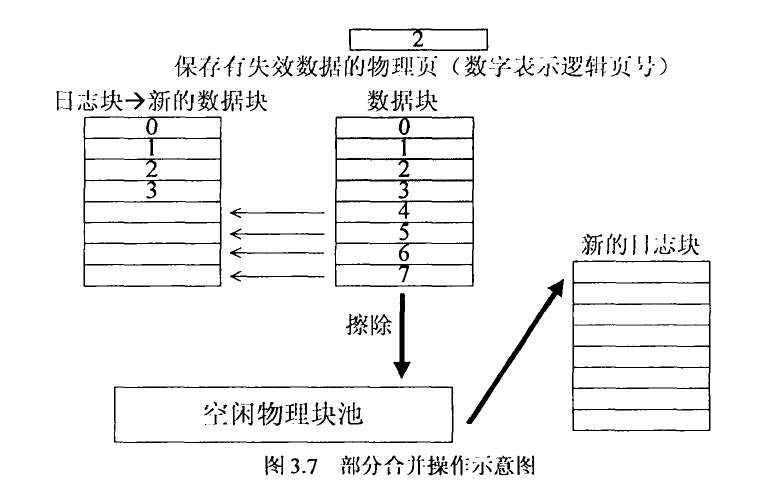 2
保存有失效数据的物理页（数字表示逻辑页号）
日志块→新的数据块
数据块
0
1
2
3
0
1
2
3
4
5
6
7
新的日志块
擦除
空闲物理块池
图 3.7 部分合并操作示意图